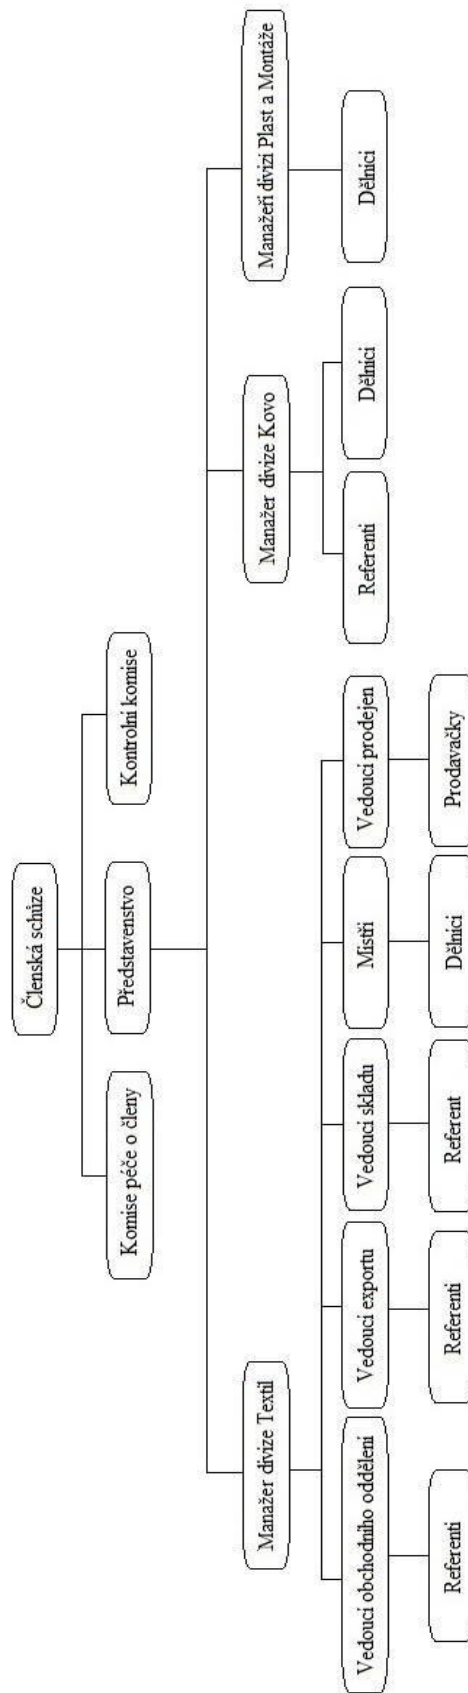 Členská schůze
Komise péče o členy
Představenstvo
Kontrolní komise
Manažer divize Textil
Manažer divize Kovo
Manažeři divizí Plast a Montáže
Vedoucí obchodního oddělení
Vedoucí exportu
Vedoucí skladu
Mistři
Vedoucí prodejen
Referenti
Dělníci
Dělníci
Referenti
Referenti
Referent
Dělníci
Prodavačky